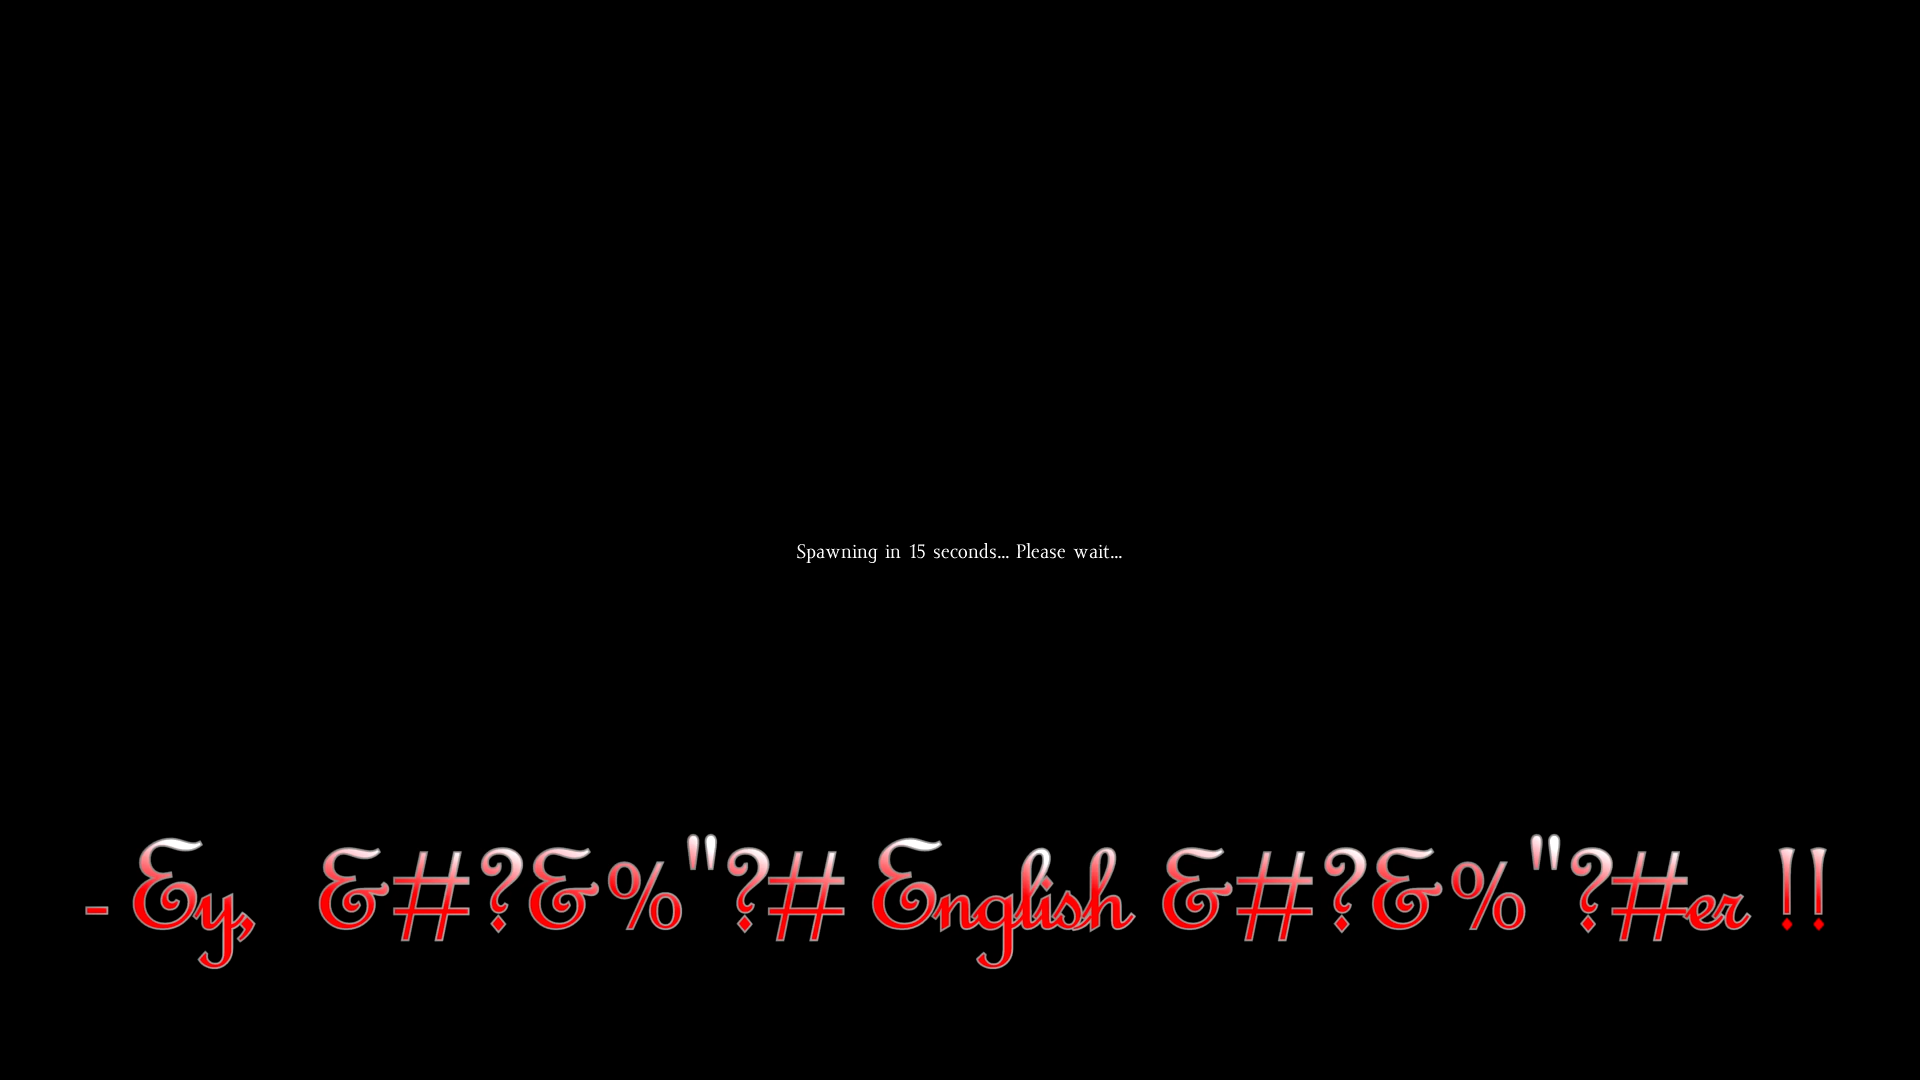 Spawning in 15 seconds... Please wait...
- Ey, &#?&%"?# English &#?&%"?#er !!